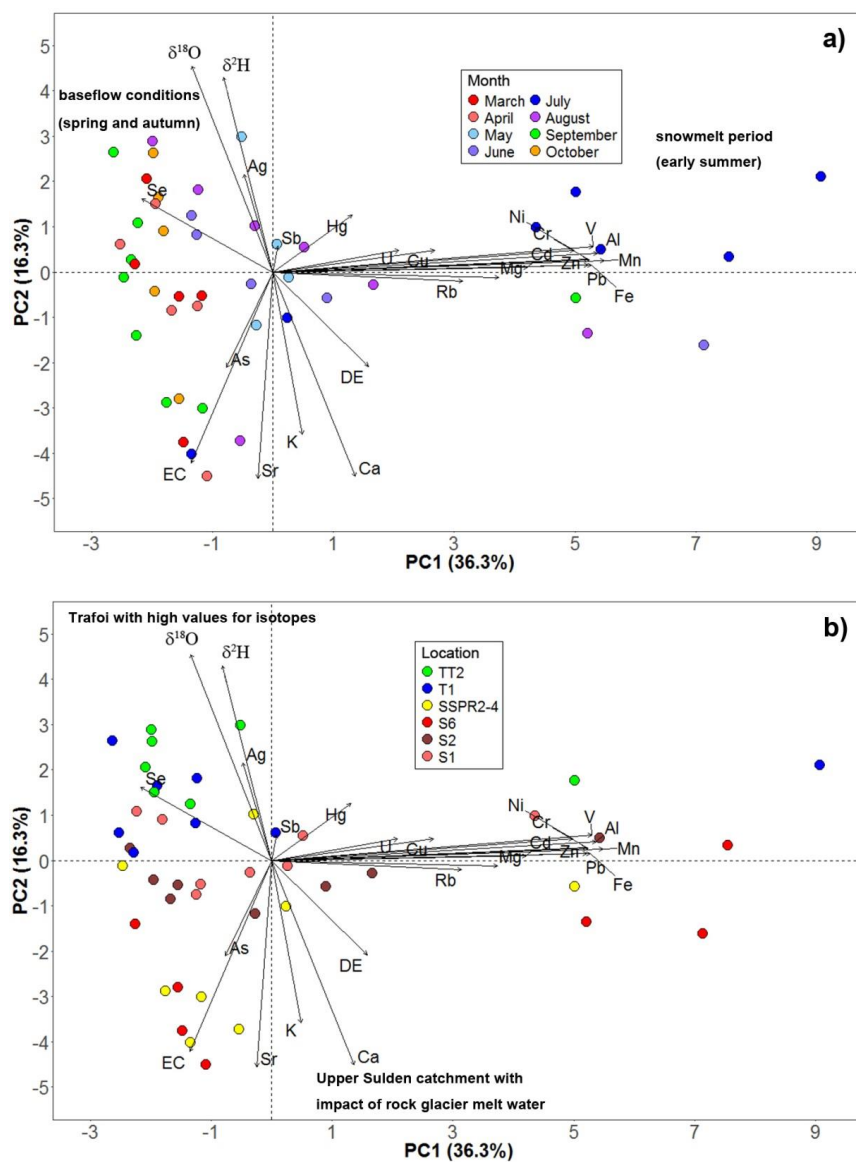 a)
δ¹⁸O
δ²H
baseflow conditions
(spring and autumn)
Month
March
July
April
August
May
September
June
October
snowmelt period
(early summer)
Ag
Se
Sb
Hg
Ni
Cr
V
Al
U
Cu
Cd
Zn
Mn
Mg
Pb
Rb
Fe
As
DE
K
EC
Sr
Ca
5
4
3
2
1
0
-1
-2
-3
-4
-5
PC2 (16.3%)
-3
-1
1
3
5
7
9
PC1 (36.3%)
b)
Trafoi with high values for isotopes
δ¹⁸O
δ²H
Location
TT2
T1
SSPR2-4
S6
S2
S1
Ag
Se
Sb
Hg
Ni
Cr
V
Al
U
Cu
Cd
Zn
Mn
Mg
Pb
Rb
Fe
As
DE
K
EC
Sr
Ca
Upper Sulden catchment with
impact of rock glacier melt water
5
4
3
2
1
0
-1
-2
-3
-4
-5
PC2 (16.3%)
-3
-1
1
3
5
7
9
PC1 (36.3%)